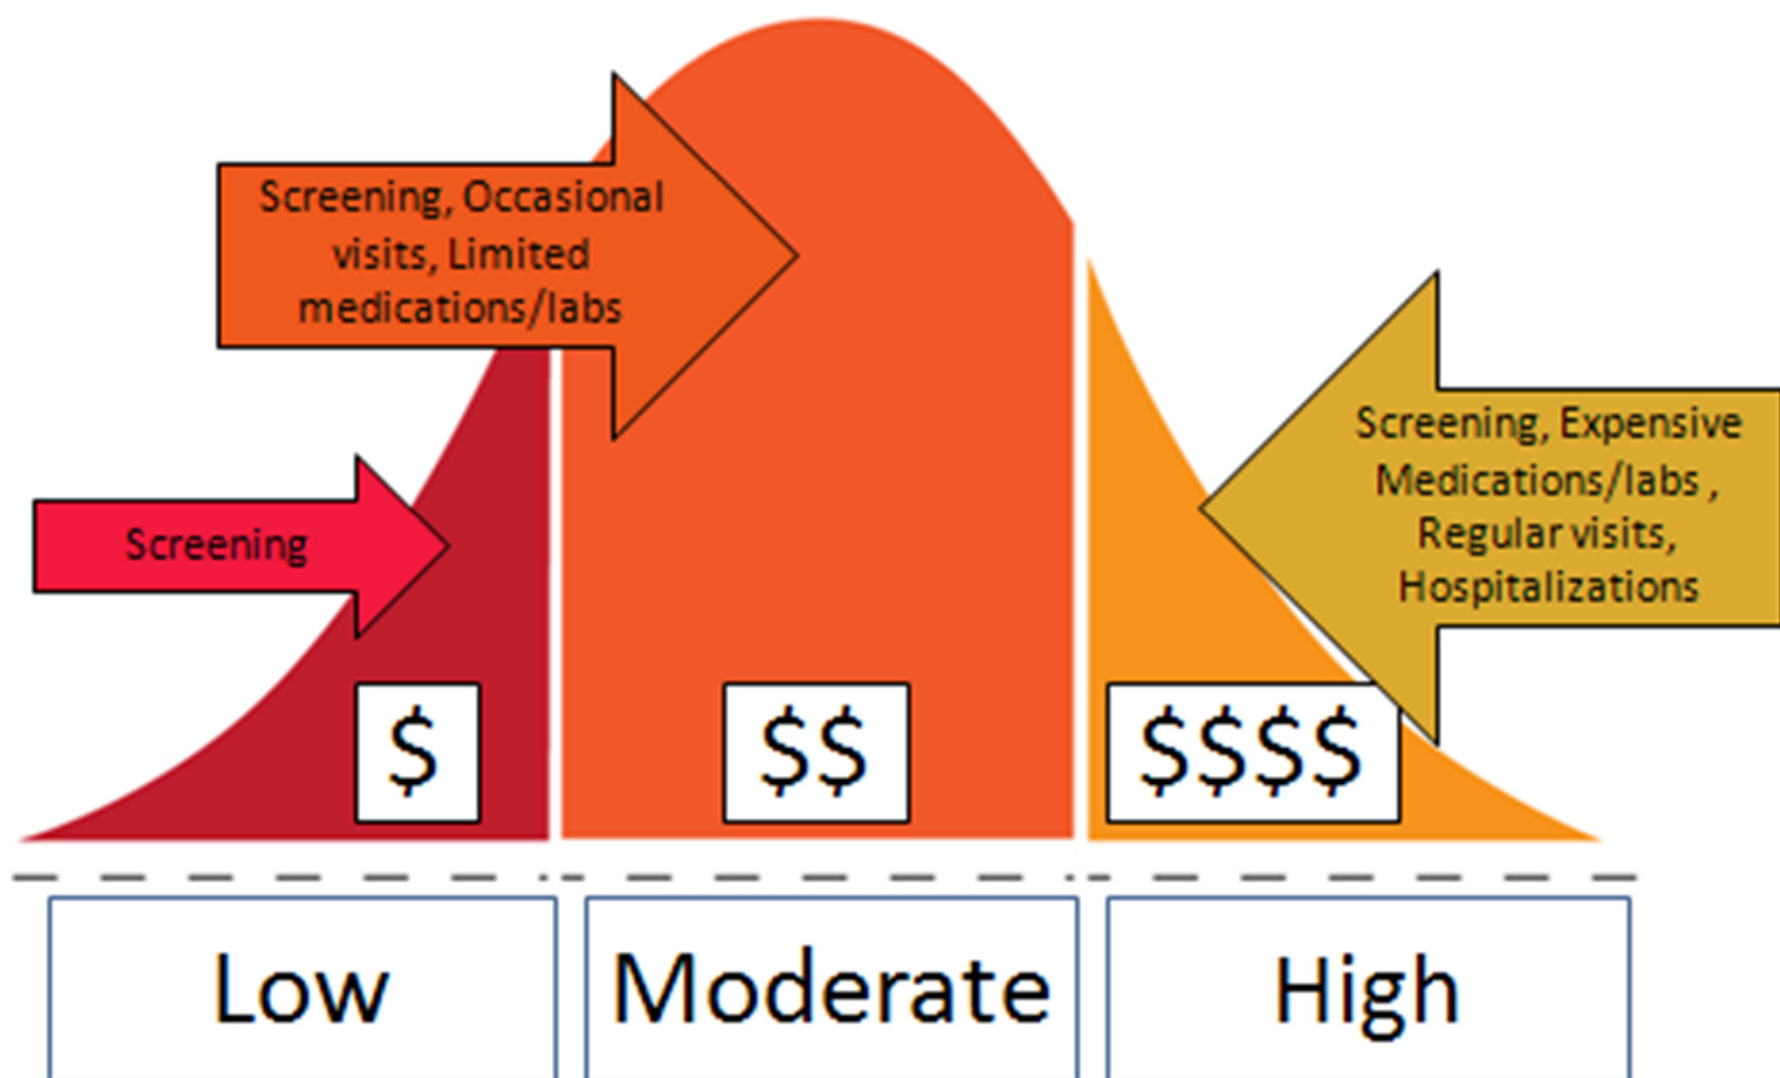 Screening, Occasional
visits, Limited
medications/labs
Screening
Screening, Expensive
Medications/labs ,
Regular visits,
Hospitalizations
$
$$
$$$$
Low
Moderate
High